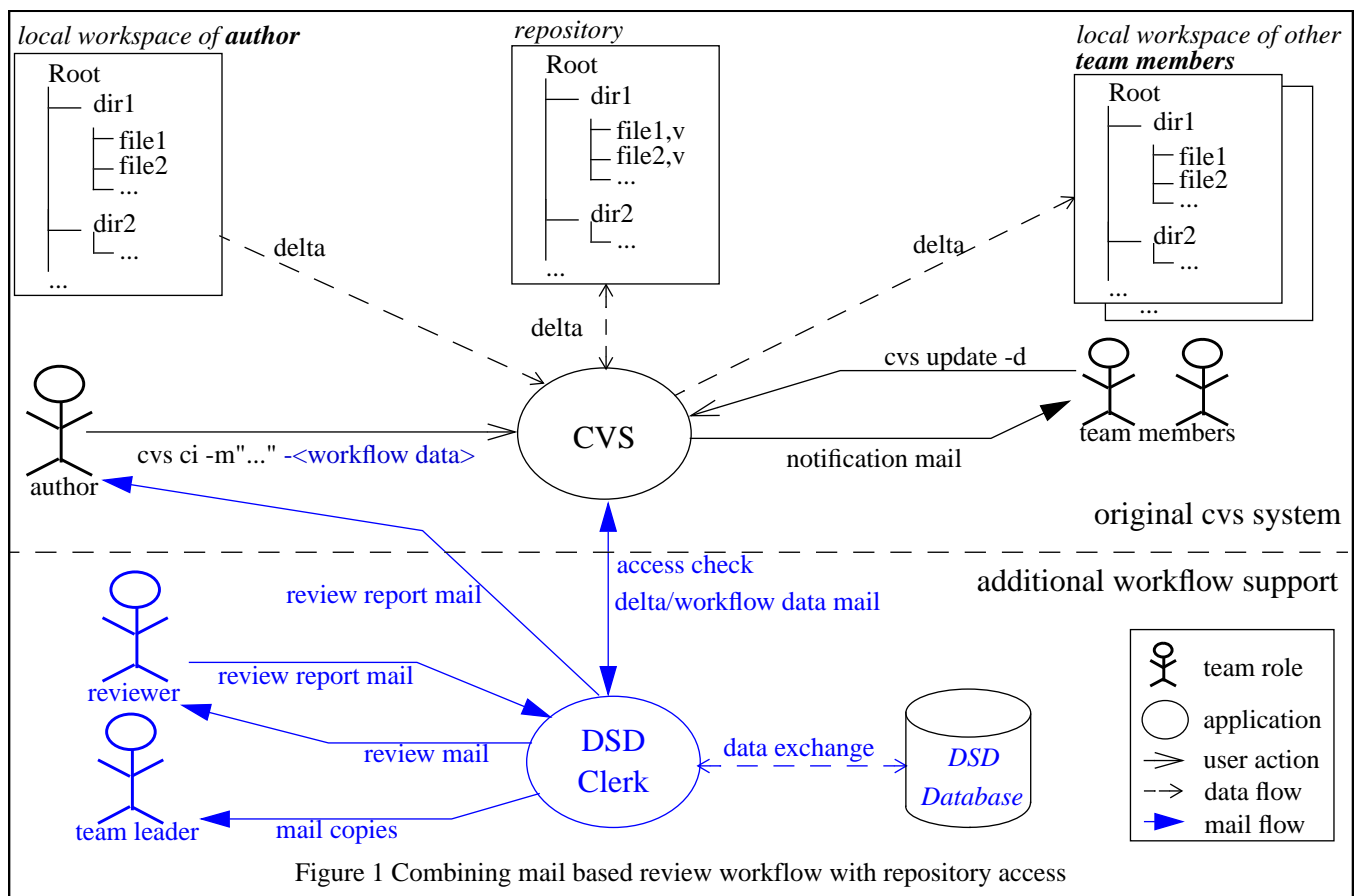 local workspace of author
Root
dir1
file1
file2
...
dir2
...
...
repository
Root
dir1
file1,v
file2,v
...
dir2
...
...
local workspace of other
team members
Root
dir1
file1
file2
...
dir2
...
...
...
delta
delta
delta
cvs update -d
CVS
team members
cvs ci -m"..." -<workflow data>
notification mail
author
original cvs system
access check
additional workflow support
review report mail
delta/workflow data mail
review report mail
reviewer
review mail
DSD
Clerk
data exchange
DSD
Database
team leader
mail copies
team role
application
user action
data flow
mail flow
Figure 1 Combining mail based review workflow with repository access